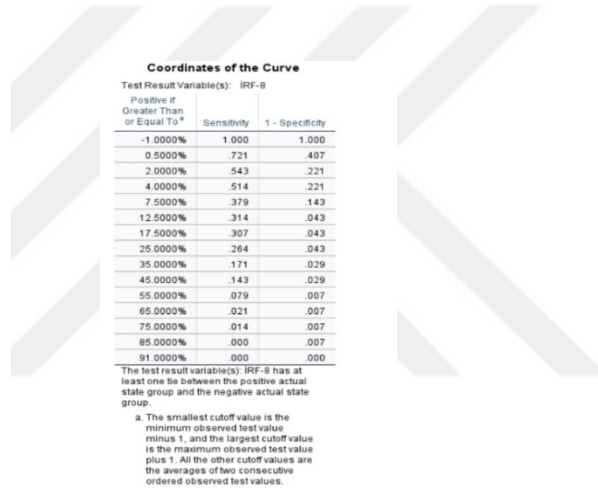 Coordinates of the Curve
Test Result Variable(s): İRF-8
Positive if
Greater Than
or Equal Toᵃ Sensitivity 1 - Specificity
-1.0000% 1.000 1.000
0.5000% .721 .407
2.0000% .543 .221
4.0000% .514 .221
7.5000% .379 .143
12.5000% .314 .043
17.5000% .307 .043
25.0000% .264 .043
35.0000% .171 .029
45.0000% .143 .029
55.0000% .079 .007
65.0000% .021 .007
75.0000% .014 .007
85.0000% .000 .007
91.0000% .000 .000
The test result variable(s): İRF-8 has at
least one tie between the positive actual
state group and the negative actual state
group.
a. The smallest cutoff value is the
minimum observed test value
minus 1, and the largest cutoff value
is the maximum observed test value
plus 1. All the other cutoff values are
the averages of two consecutive
ordered observed test values.